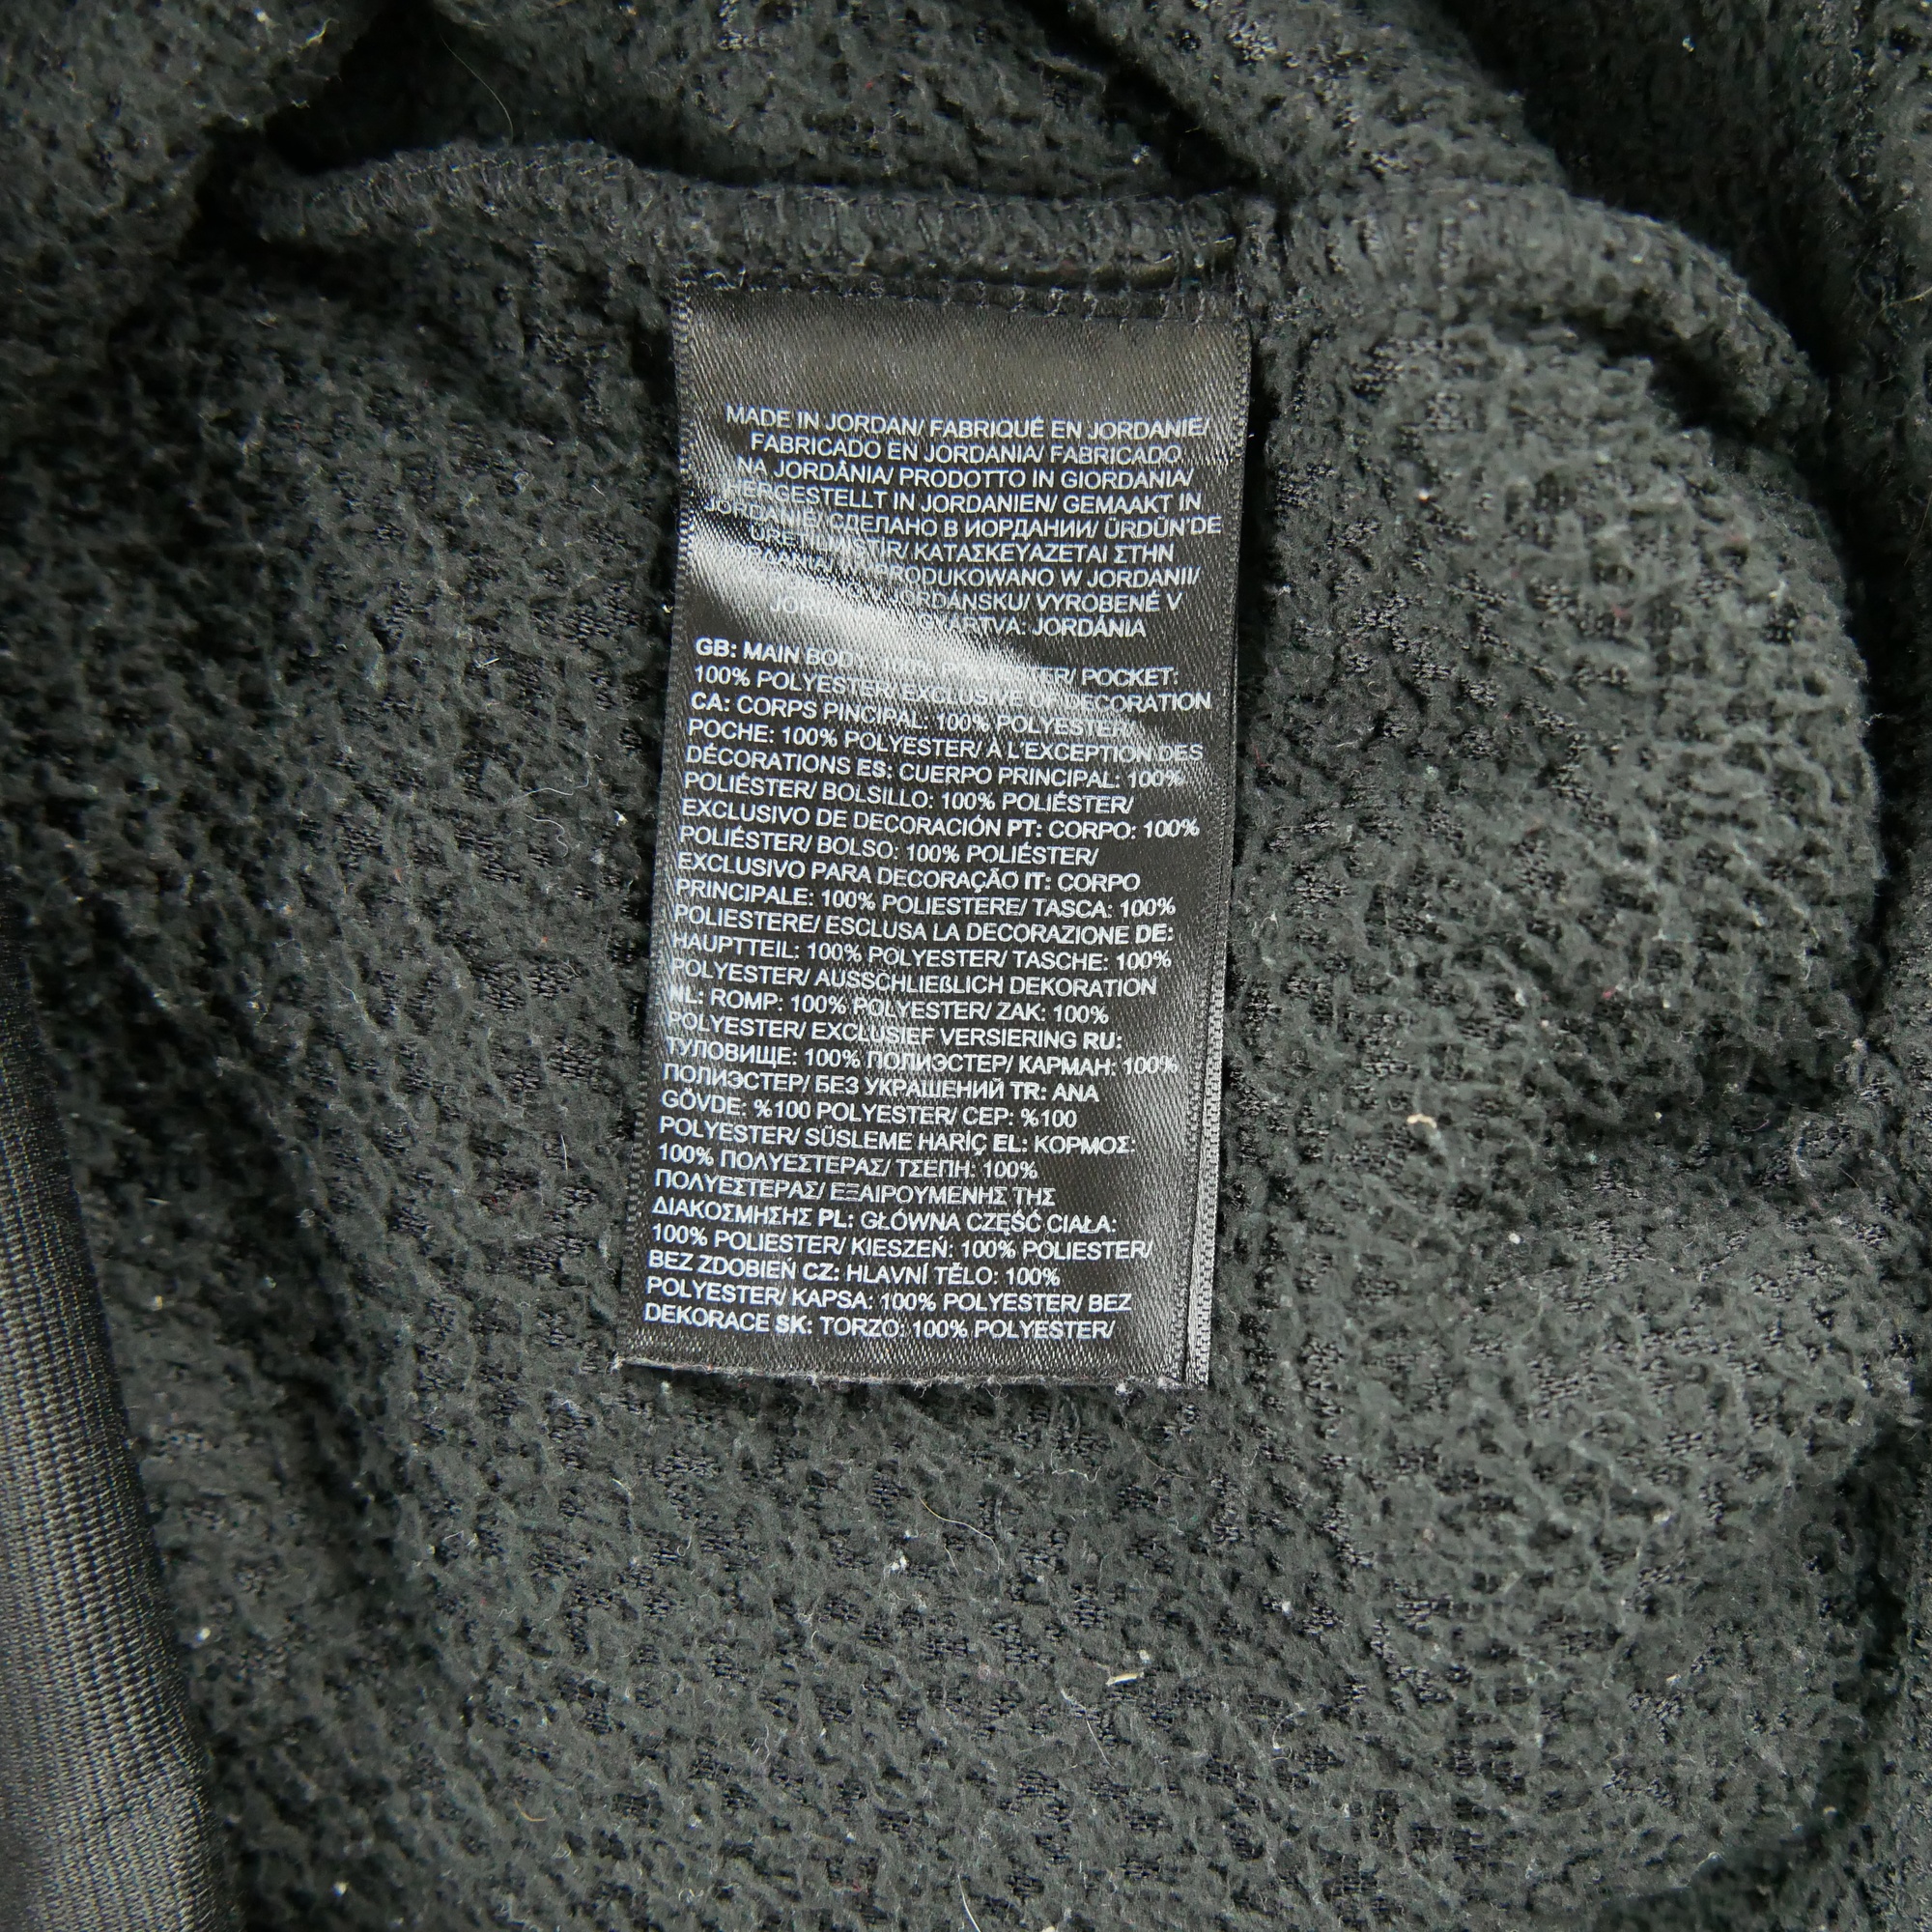 MADE IN JORDAN/ FABRIQUÉ EN JORDANIE/
FABRICADO EN JORDANIA/ FABRICADO
NA JORDÂNIA/ PRODOTTO IN GIORDANIA/
HERGESTELLT IN JORDANIEN/ GEMAAKT IN
JORDANIË/ СДЕЛАНО В ИОРДАНИИ/ ÜRDÜN'DE
ΚΑΤΑΣΚΕΥΑΖΕΤΑΙ ΣΤΗΝ
W JORDANII/
VYROBENÉ V
JORDÁNIA
GB: MAIN BODY: 100% POCKET:
100% POLYESTER/ EXCLUSIVE OF DECORATION
CA: CORPS PINCIPAL: 100% POLYESTER/
POCHE: 100% POLYESTER/ À L'EXCEPTION DES
DÉCORATIONS ES: CUERPO PRINCIPAL: 100%
POLIÉSTER/ BOLSILLO: 100% POLIÉSTER/
EXCLUSIVO DE DECORACIÓN PT: CORPO: 100%
POLIÉSTER/ BOLSO: 100% POLIÉSTER/
EXCLUSIVO PARA DECORAÇÃO IT: CORPO
PRINCIPALE: 100% POLIESTERE/ TASCA: 100%
POLIESTERE/ ESCLUSA LA DECORAZIONE DE:
HAUPTTEIL: 100% POLYESTER/ TASCHE: 100%
POLYESTER/ AUSSCHLIEßLICH DEKORATION
NL: ROMP: 100% POLYESTER/ ZAK: 100%
POLYESTER/ EXCLUSIEF VERSIERING RU:
ТУЛОВИЩЕ: 100% ПОЛИЭСТЕР/ КАРМАН: 100%
ПОЛИЭСТЕР/ БЕЗ УКРАШЕНИЙ TR: ANA
GÖVDE: %100 POLYESTER/ CEP: %100
POLYESTER/ SÜSLEME HARİÇ EL: ΚΟΡΜΟΣ:
100% ΠΟΛΥΕΣΤΕΡΑΣ/ ΤΣΕΠΗ: 100%
ΠΟΛΥΕΣΤΕΡΑΣ/ ΕΞΑΙΡΟΥΜΕΝΗΣ ΤΗΣ
ΔΙΑΚΟΣΜΗΣΗΣ PL: GŁÓWNA CZĘŚĆ CIAŁA:
100% POLIESTER/ KIESZEŃ: 100% POLIESTER/
BEZ ZDOBIEŃ CZ: HLAVNÍ TĚLO: 100%
POLYESTER/ KAPSA: 100% POLYESTER/ BEZ
DEKORACE SK: TORZO: 100% POLYESTER/